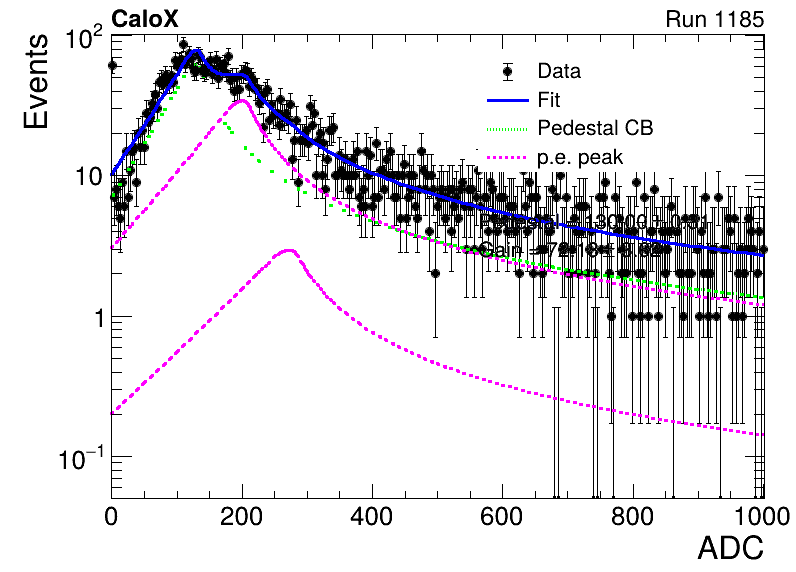 CaloX
Run 1185
Events
10²
10
1
10⁻¹
Data
Fit
Pedestal CB
p.e. peak
Gain
0
200
400
600
800
1000
ADC